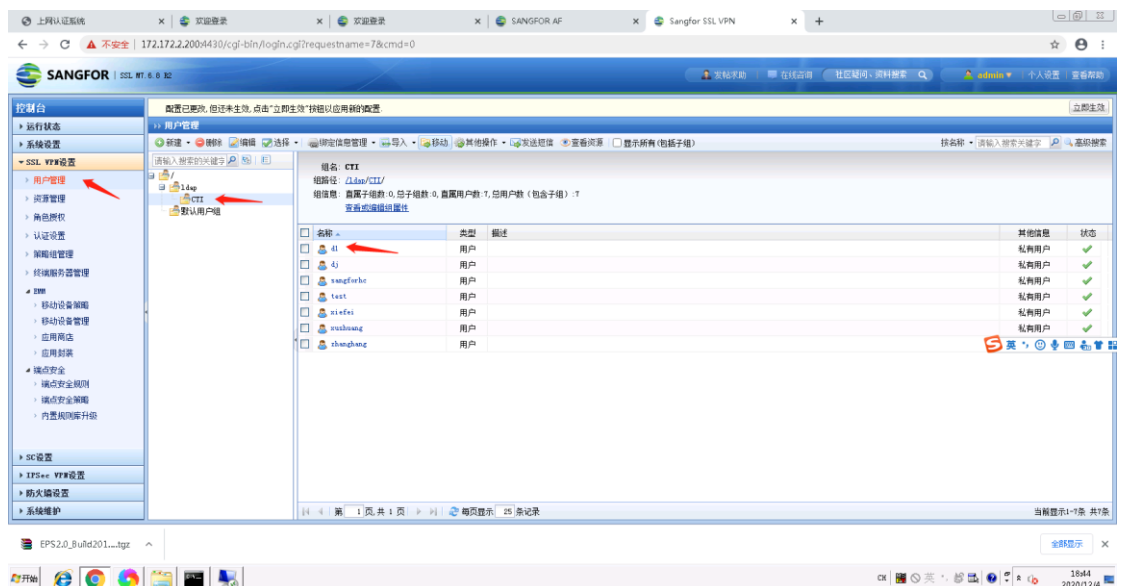 上网认证系统 × 欢迎登录 × 欢迎登录 × SANGFOR AF × Sangfor SSL VPN × +
不安全 | 172.172.2.200:4430/cgi-bin/login.cgi?requestname=7&cmd=0
SANGFOR | SSL M7.6.8 R2 发帖求助 在线咨询 社区疑问、资料搜索 admin ▼ 个人设置 查看帮助
控制台 配置已更改, 但还未生效, 点击"立即生效"按钮以应用新的配置. 立即生效
运行状态 >> 用户管理
系统设置 新建 删除 编辑 选择 绑定信息管理 导入 移动 其他操作 发送短信 查看资源 显示所有(包括子组) 按名称 请输入搜索关键字 高级搜索
SSL VPN设置 请输入搜索的关键字
用户管理 / 组名: CTI
资源管理 ldap 组路径: /ldap/CTI/
角色授权 CTI 组信息: 直属子组数:0, 总子组数:0, 直属用户数:7, 总用户数(包含子组):7
默认用户组 查看或编辑组属性
认证设置 名称 类型 描述 其他信息 状态
策略组管理 dl 用户 私有用户
终端服务器管理 dj 用户 私有用户
EMM sangforhc 用户 私有用户
移动设备策略 test 用户 私有用户
移动设备管理 xiefei 用户 私有用户
应用商店 xushuang 用户 私有用户
应用封装 zhanghang 用户
英
端点安全
端点安全规则
端点安全策略
内置规则库升级
SC设置
IPSec VPN设置
防火墙设置
系统维护 第 1 页,共 1 页 每页显示 25 条记录 当前显示1-7条 共7条
EPS2.0_Build201....tgz 全部显示 ×
开始 CH 英 18:44
2020/12/4